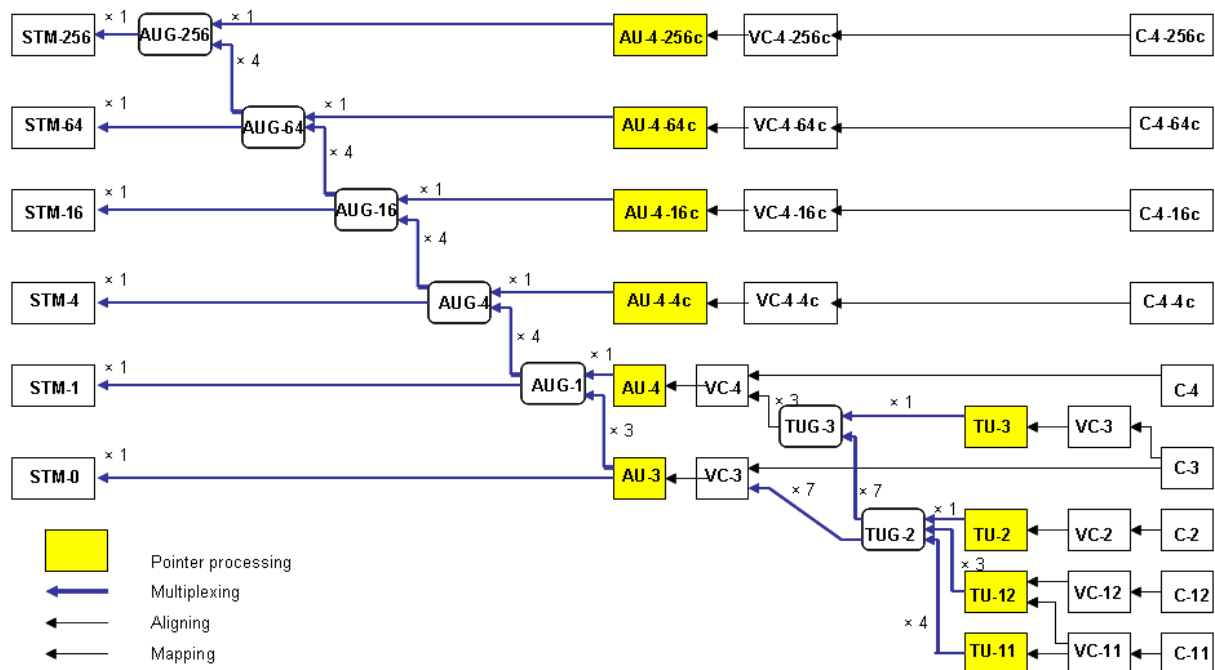 × 1
× 1
STM-256
AUG-256
AU-4-256c
VC-4-256c
C-4-256c
× 4
× 1
× 1
STM-64
AUG-64
AU-4-64c
VC-4-64c
C-4-64c
× 4
× 1
× 1
STM-16
AUG-16
AU-4-16c
VC-4-16c
C-4-16c
× 4
× 1
× 1
STM-4
AUG-4
AU-4-4c
VC-4-4c
C-4-4c
× 4
× 1
× 1
STM-1
AUG-1
AU-4
VC-4
C-4
× 3
× 1
TUG-3
TU-3
VC-3
× 3
× 1
C-3
STM-0
AU-3
VC-3
× 7
× 7
× 1
TUG-2
TU-2
VC-2
C-2
× 3
TU-12
VC-12
C-12
× 4
TU-11
VC-11
C-11
Pointer processing
Multiplexing
Aligning
Mapping